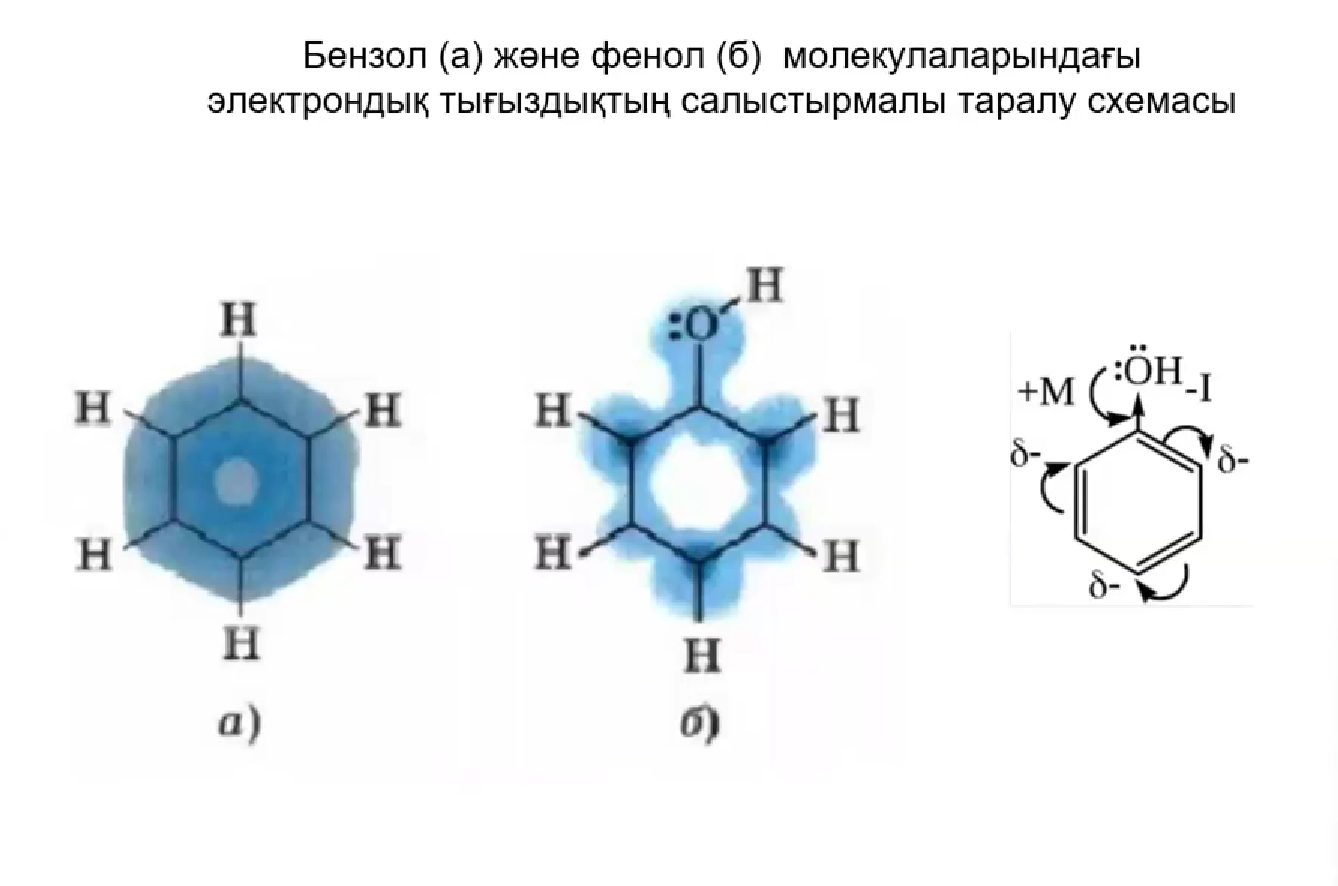 Бензол (а) және фенол (б) молекулаларындағы
электрондық тығыздықтың салыстырмалы таралу схемасы
H
H H
H H
H
а)
H
:O
H H
H H
H
б)
:ÖH
+M -I
δ- δ-
δ-